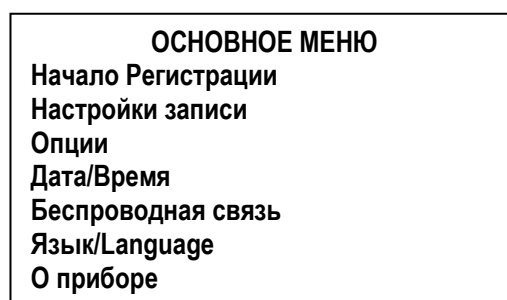 ОСНОВНОЕ МЕНЮ
Начало Регистрации
Настройки записи
Опции
Дата/Время
Беспроводная связь
Язык/Language
О приборе